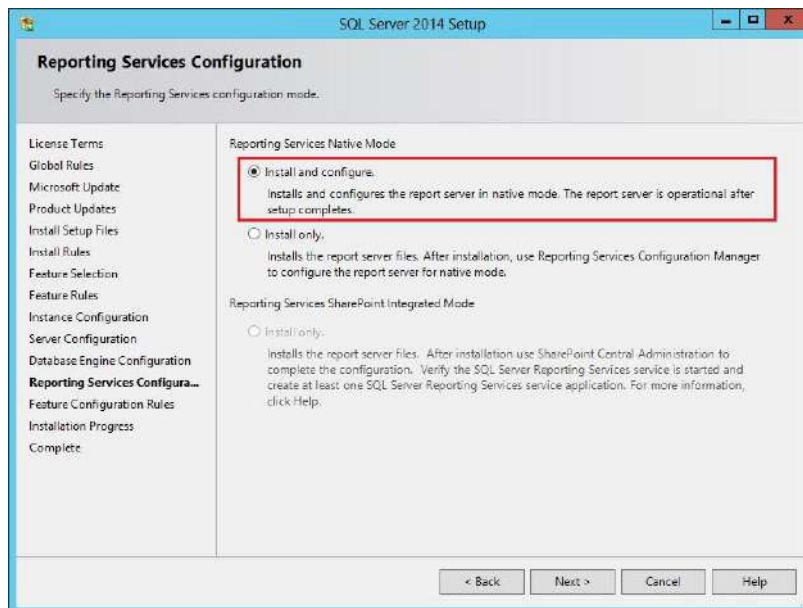 SQL Server 2014 Setup
Reporting Services Configuration
Specify the Reporting Services configuration mode.
License Terms
Global Rules
Microsoft Update
Product Updates
Install Setup Files
Install Rules
Feature Selection
Feature Rules
Instance Configuration
Server Configuration
Database Engine Configuration
Reporting Services Configura...
Feature Configuration Rules
Installation Progress
Complete
Reporting Services Native Mode
Install and configure.
Installs and configures the report server in native mode. The report server is operational after
setup completes.
Install only.
Installs the report server files. After installation, use Reporting Services Configuration Manager
to configure the report server for native mode.
Reporting Services SharePoint Integrated Mode
Install only.
Installs the report server files. After installation use SharePoint Central Administration to
complete the configuration. Verify the SQL Server Reporting Services service is started and
create at least one SQL Server Reporting Services service application. For more information,
click Help.
< Back
Next >
Cancel
Help